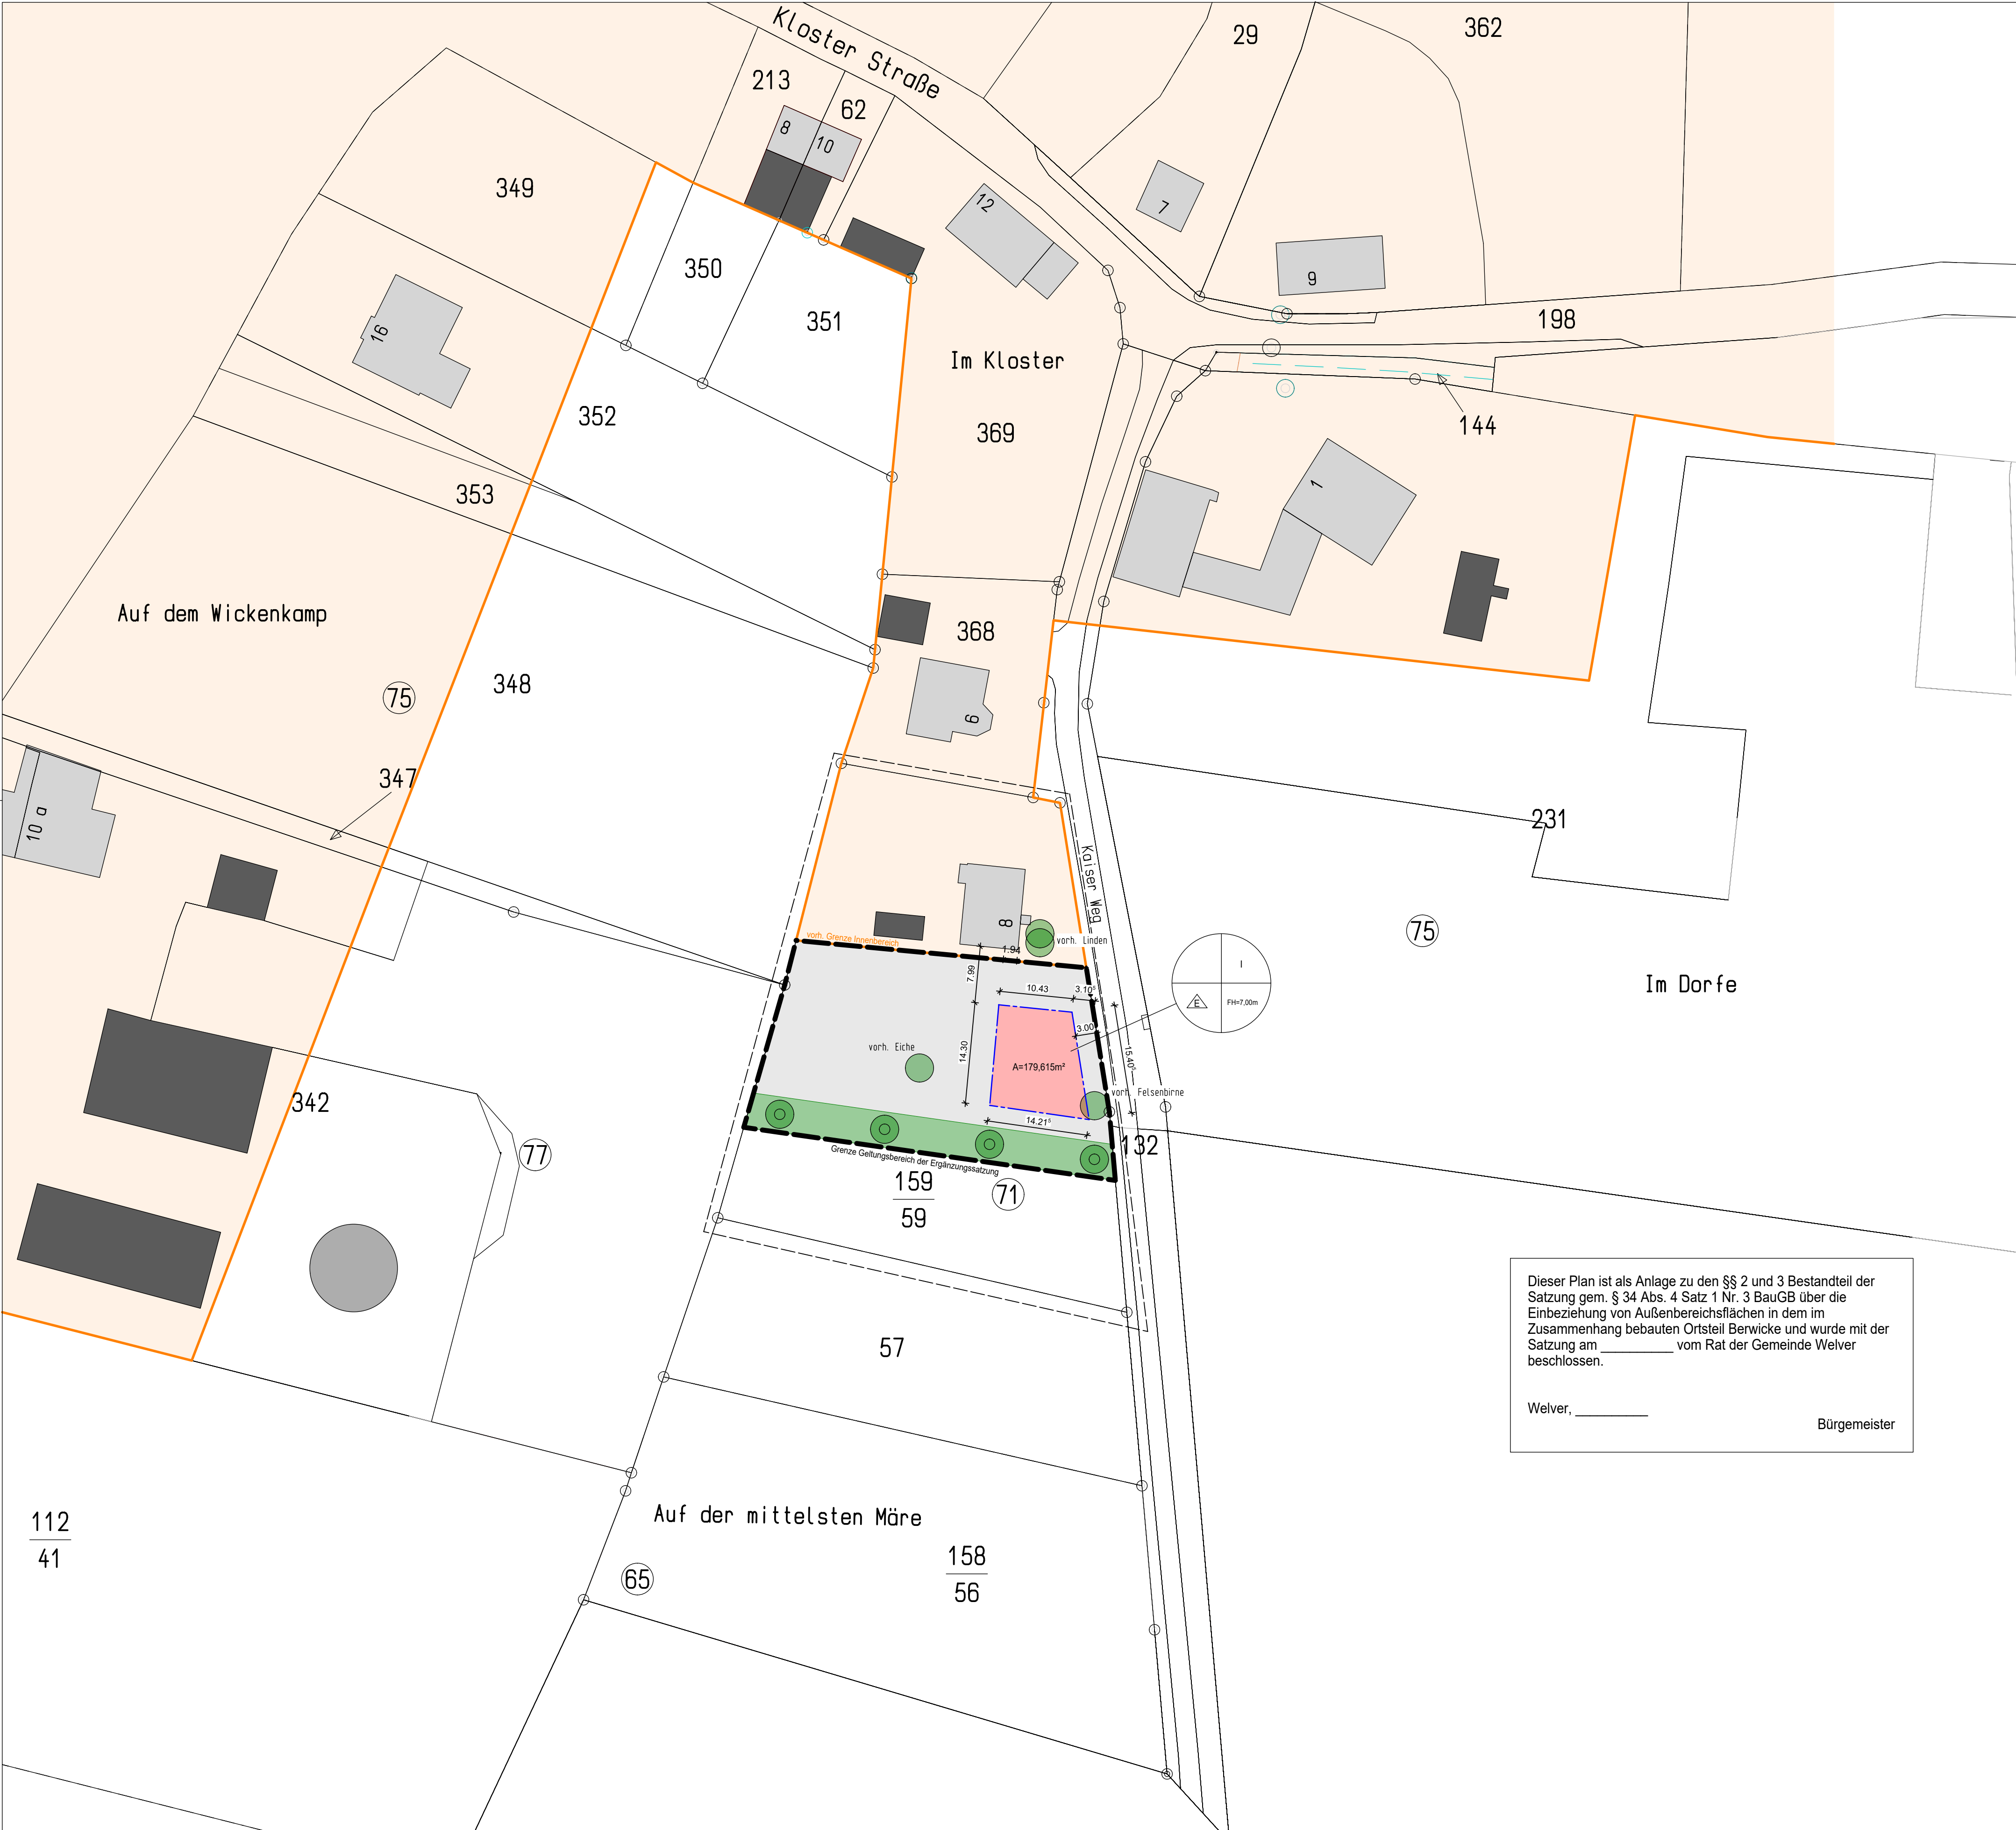 Kloster Straße
29
362
213
62
8
10
349
12
7
350
9
16
351
198
Im Kloster
352
144
369
1
353
Auf dem Wickenkamp
368
348
75
6
347
10 a
231
Kaiser Weg
8
75
vorh. Grenze Innenbereich
vorh. Linden
1.94
7.99
Im Dorfe
I
E
FH=7,00m
10.43
3.10⁵
3.00
vorh. Eiche
14.30
15.40⁵
A=179,615m²
vorh. Felsenbirne
342
14.21⁵
132
77
Grenze Geltungsbereich der Ergänzungssatzung
159
59
71
Dieser Plan ist als Anlage zu den §§ 2 und 3 Bestandteil der
Satzung gem. § 34 Abs. 4 Satz 1 Nr. 3 BauGB über die
Einbeziehung von Außenbereichsflächen in dem im
Zusammenhang bebauten Ortsteil Berwicke und wurde mit der
Satzung am __________ vom Rat der Gemeinde Welver
beschlossen.
Welver, __________
Bürgemeister
57
Auf der mittelsten Märe
112
41
158
56
65